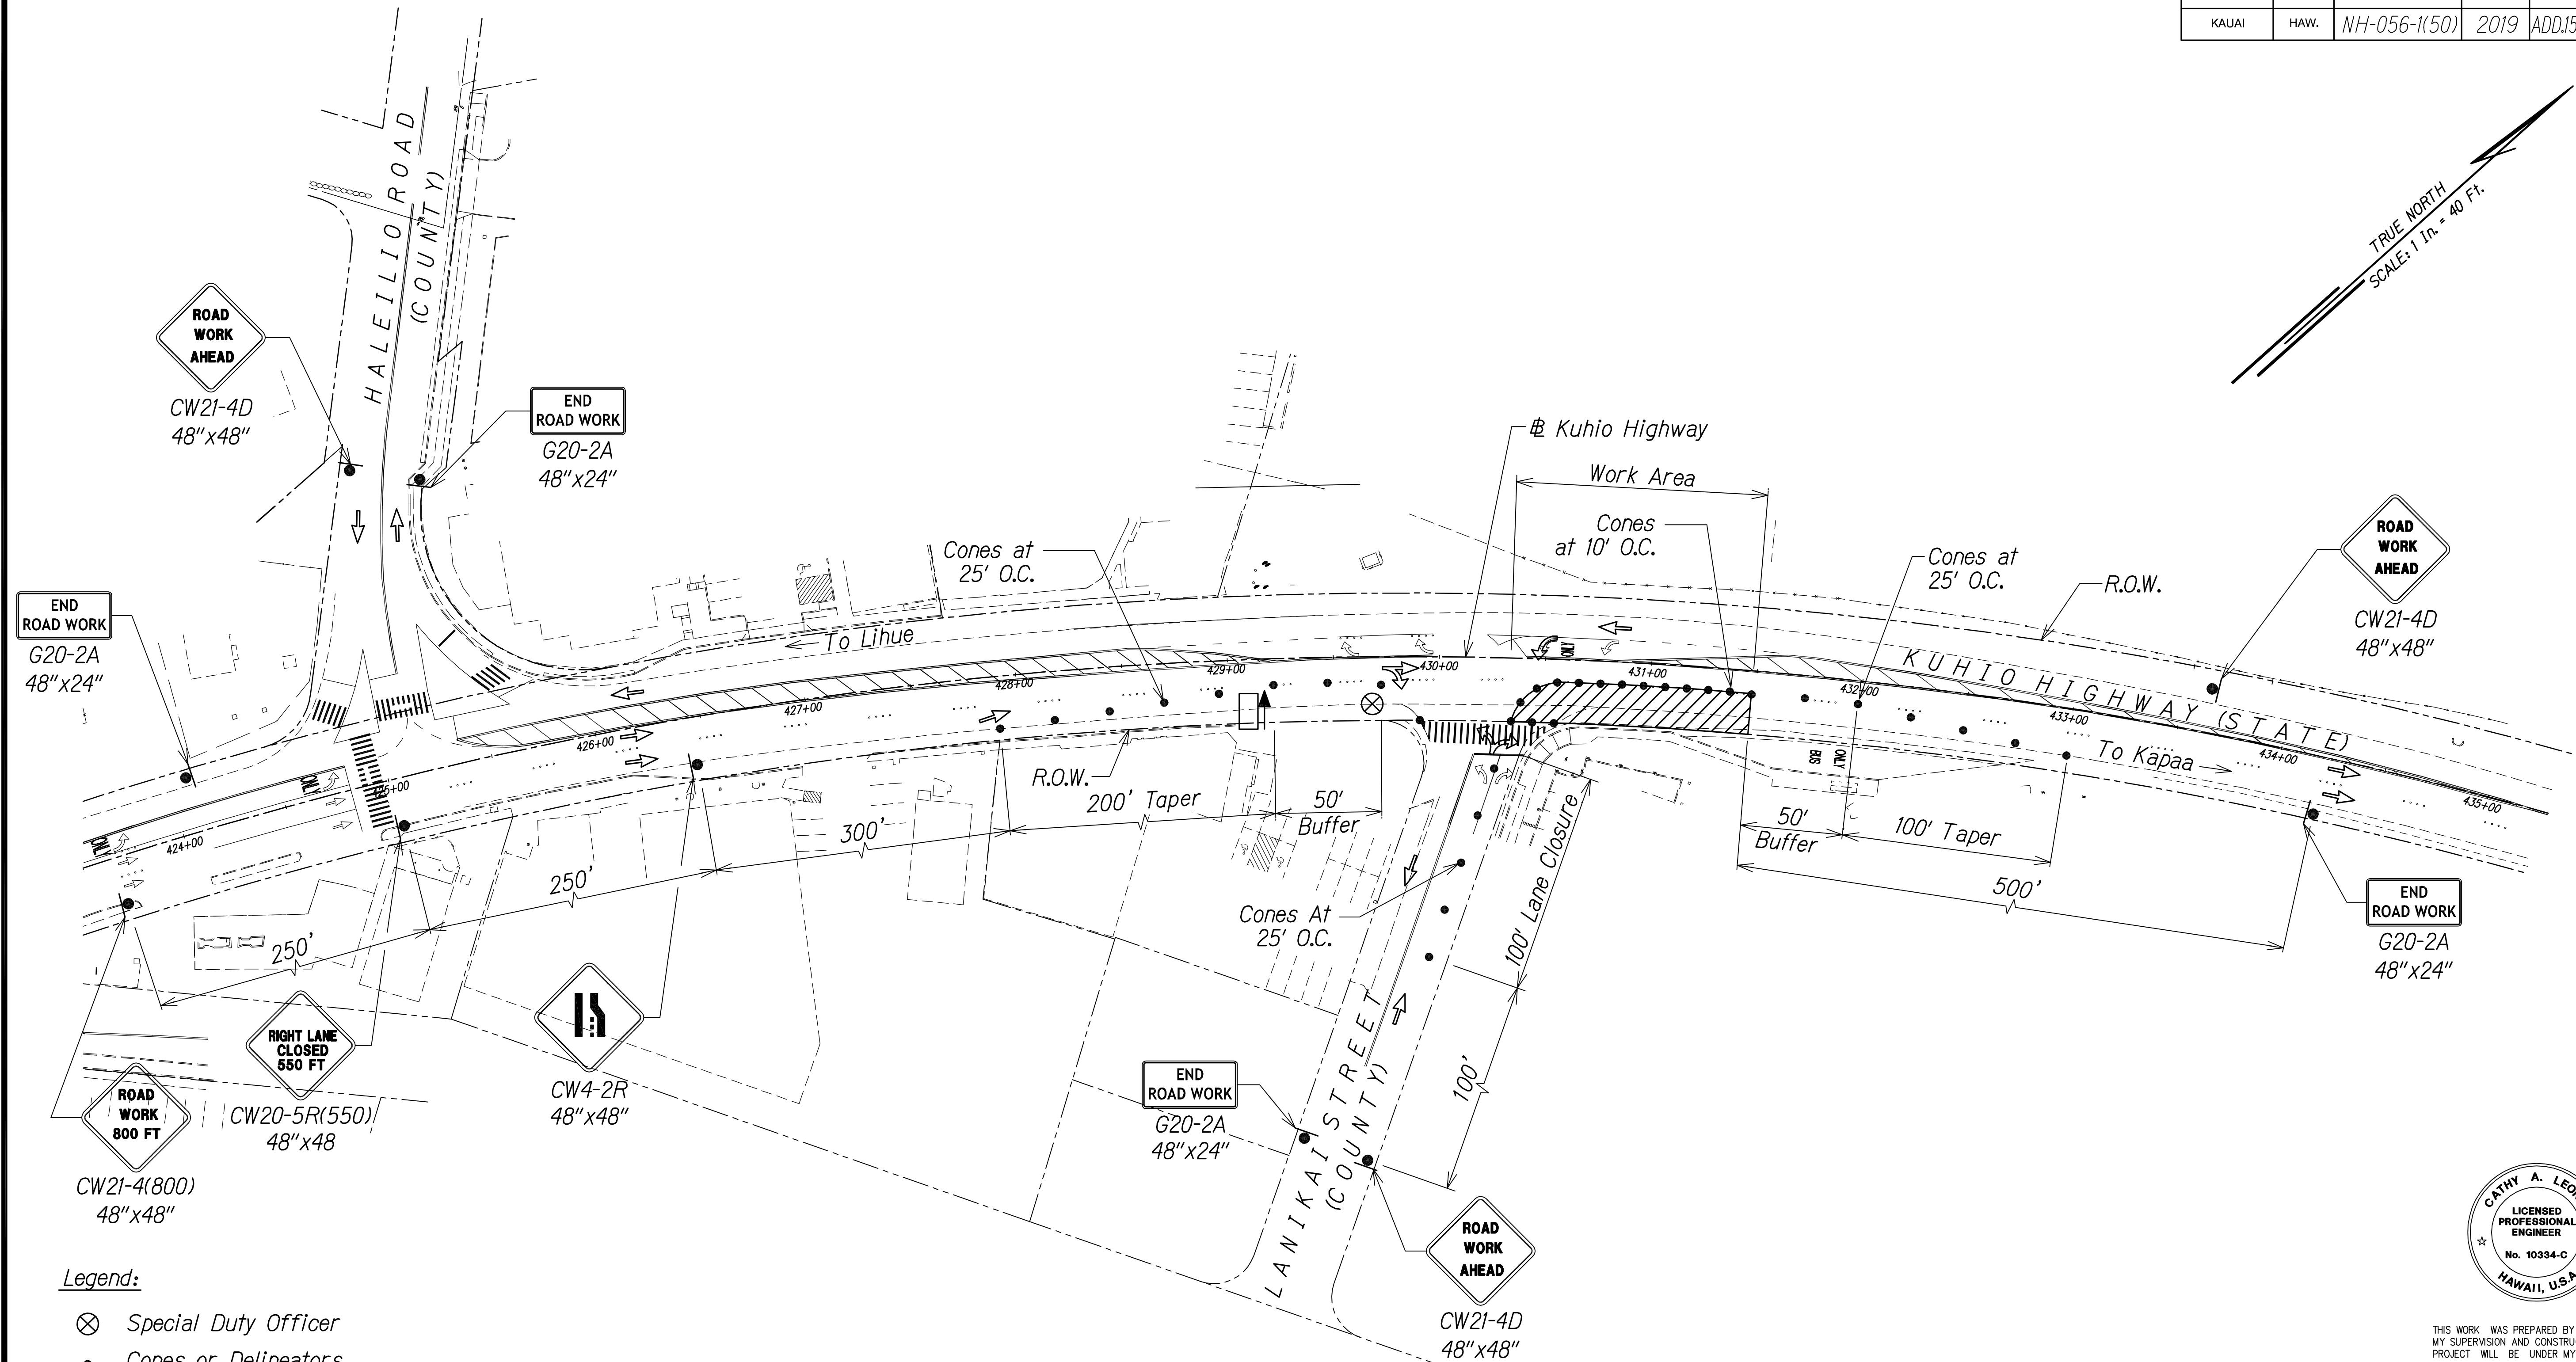 KAUAI HAW. NH-056-1(50) 2019 ADD.15
TRUE NORTH
SCALE: 1 In. = 40 Ft.
HALEILIO ROAD
(COUNTY)
ROAD
WORK
AHEAD
CW21-4D
48"x48"
END
ROAD WORK
G20-2A
48"x24"
END
ROAD WORK
G20-2A
48"x24"
Cones at
25' O.C.
To Lihue
Kuhio Highway
Work Area
Cones
at 10' O.C.
Cones at
25' O.C.
R.O.W.
ROAD
WORK
AHEAD
CW21-4D
48"x48"
KUHIO HIGHWAY (STATE)
To Kapaa
424+00
425+00
426+00
427+00
428+00
429+00
430+00
431+00
432+00
433+00
434+00
435+00
ONLY
ONLY
ONLY
BUS
ONLY
R.O.W.
250'
250'
300'
200' Taper
50'
Buffer
50'
Buffer
100' Taper
500'
Cones At
25' O.C.
100' Lane Closure
100'
END
ROAD WORK
G20-2A
48"x24"
RIGHT LANE
CLOSED
550 FT
CW20-5R(550)
48"x48
ROAD
WORK
800 FT
CW21-4(800)
48"x48"
CW4-2R
48"x48"
END
ROAD WORK
G20-2A
48"x24"
LANIKAI STREET
(COUNTY)
ROAD
WORK
AHEAD
CW21-4D
48"x48"
Legend:
Special Duty Officer
Cones or Delineators
CATHY A.
LICENSED
PROFESSIONAL
ENGINEER
No. 10334-C
HAWAII, U.S.A.
THIS WORK WAS PREPARED BY
MY SUPERVISION AND
PROJECT WILL BE UNDER MY